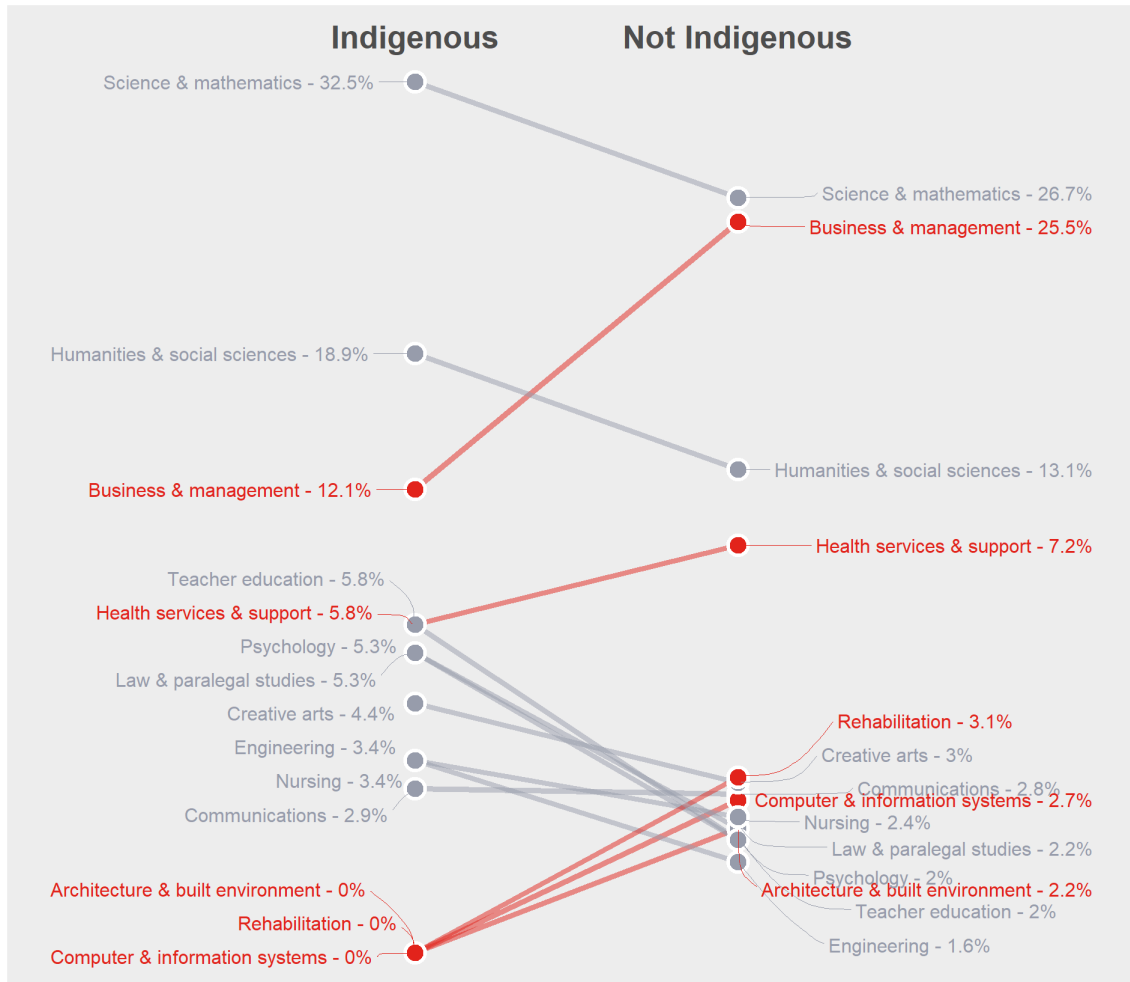 Indigenous
Not Indigenous
Science & mathematics - 32.5%
Humanities & social sciences - 18.9%
Business & management - 12.1%
Teacher education - 5.8%
Health services & support - 5.8%
Psychology - 5.3%
Law & paralegal studies - 5.3%
Creative arts - 4.4%
Engineering - 3.4%
Nursing - 3.4%
Communications - 2.9%
Architecture & built environment - 0%
Rehabilitation - 0%
Computer & information systems - 0%
Science & mathematics - 26.7%
Business & management - 25.5%
Humanities & social sciences - 13.1%
Health services & support - 7.2%
Rehabilitation - 3.1%
Creative arts - 3%
Communications - 2.8%
Computer & information systems - 2.7%
Nursing - 2.4%
Law & paralegal studies - 2.2%
Psychology - 2%
Architecture & built environment - 2.2%
Teacher education - 2%
Engineering - 1.6%